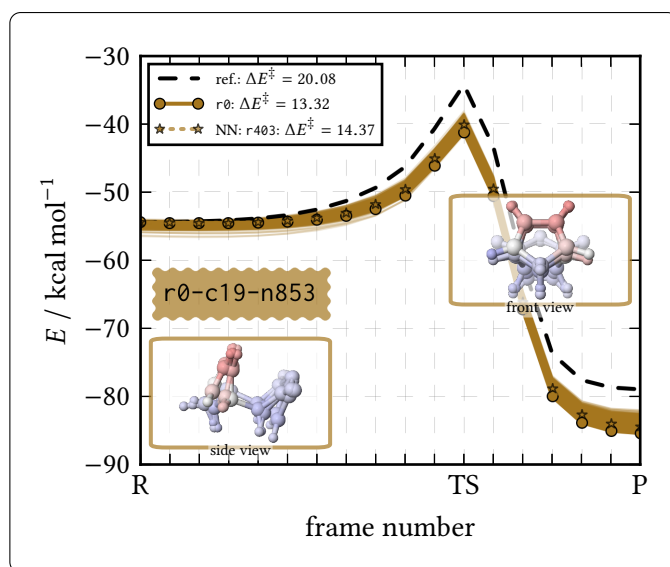 −30
−40
−50
−60
−70
−80
−90
E / kcal mol⁻¹
ref.: ΔE‡ = 20.08
r0: ΔE‡ = 13.32
NN: r403: ΔE‡ = 14.37
front view
r0-c19-n853
side view
R TS P
frame number